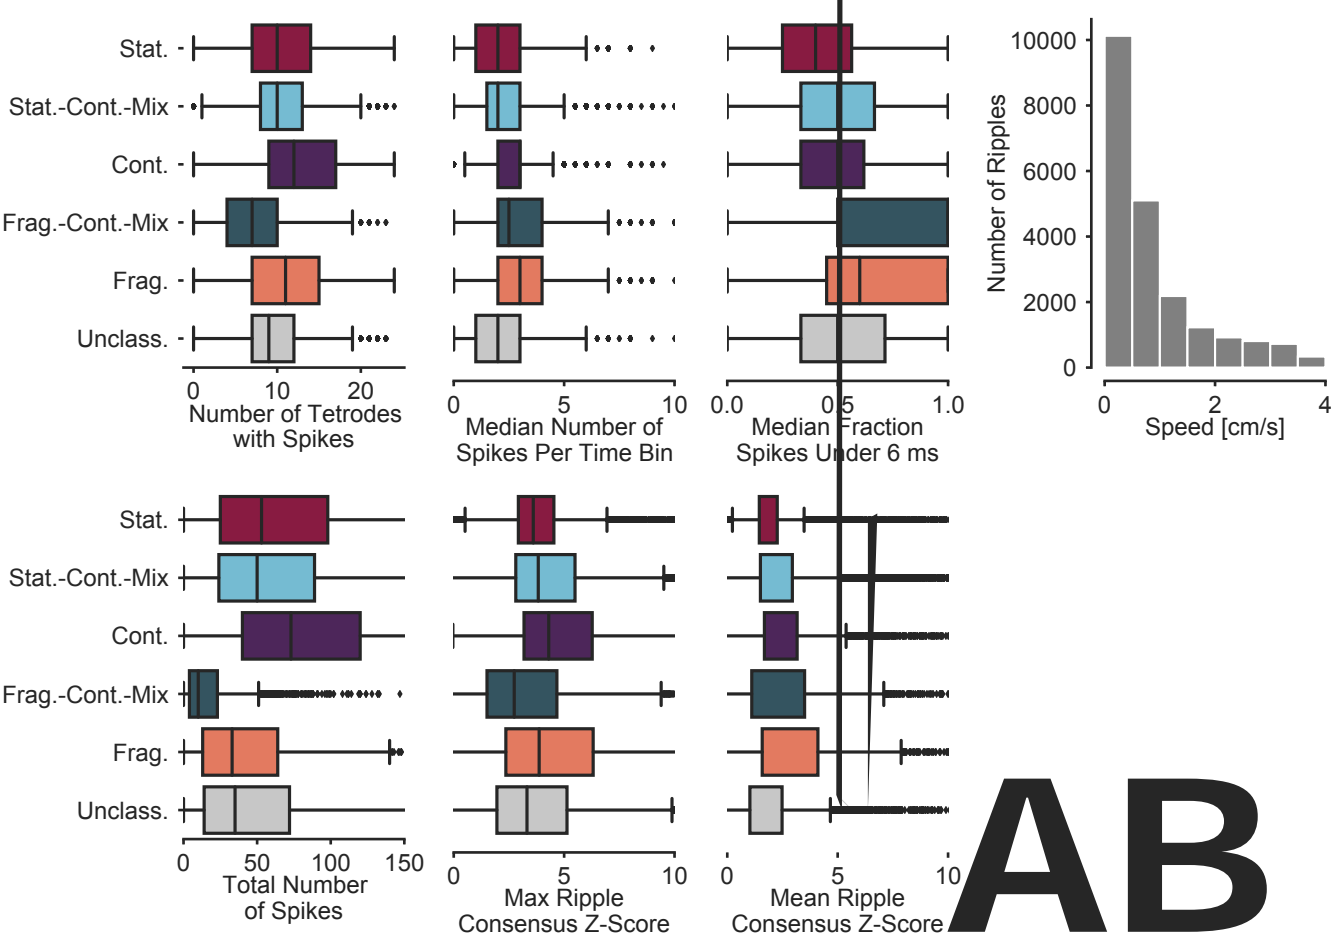 Stat.
Stat.-Cont.-Mix
Cont.
Frag.-Cont.-Mix
Frag.
Unclass.
0 10 20
Number of Tetrodes
with Spikes
0 5 10
Median Number of
Spikes Per Time Bin
0.0 0.5 1.0
Median Fraction
Spikes Under 6 ms
Number of Ripples
10000
8000
6000
4000
2000
0
0 2 4
Speed [cm/s]
Stat.
Stat.-Cont.-Mix
Cont.
Frag.-Cont.-Mix
Frag.
Unclass.
0 50 100 150
Total Number
of Spikes
0 5 10
Max Ripple
Consensus Z-Score
0 5 10
Mean Ripple
Consensus Z-Score
AB